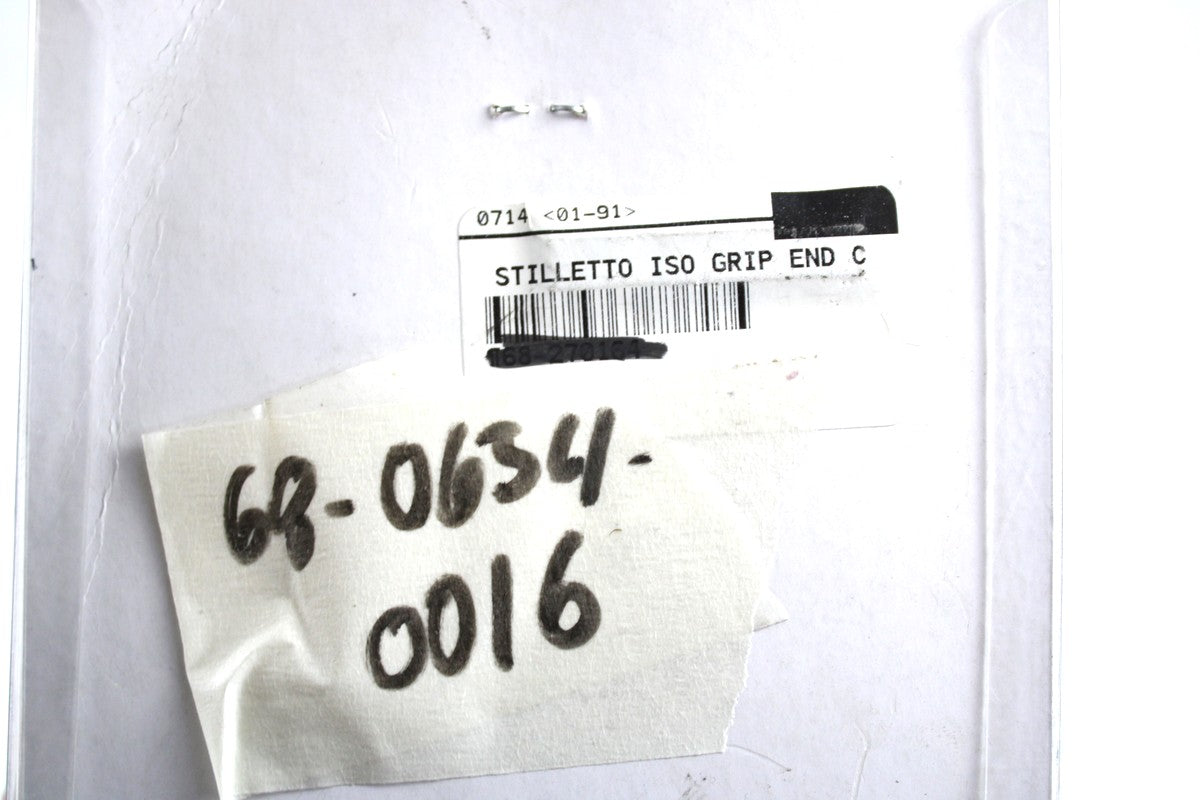 0714 <01-91>
STILLETTO ISO GRIP END C
68-0634-
0016